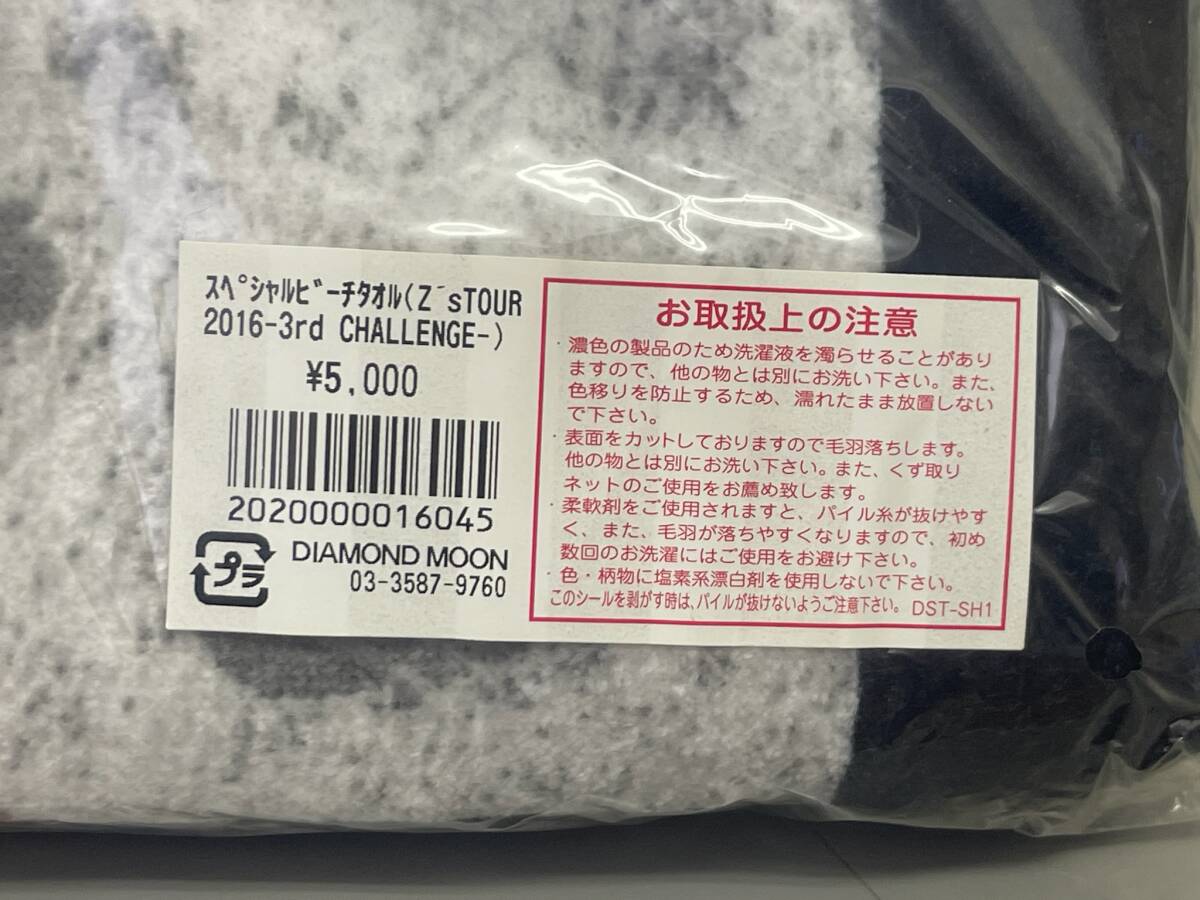 ｽﾍﾟｼｬﾙﾋﾞｰﾁﾀｵﾙ(Z´sTOUR
2016-3rd CHALLENGE-)
¥5,000
2020000016045
プラ
DIAMOND MOON
03-3587-9760
お取扱上の注意
・濃色の製品のため洗濯液を濁らせることがあり
ますので、他の物とは別にお洗い下さい。また、
色移りを防止するため、濡れたまま放置しない
で下さい。
・表面をカットしておりますので毛羽落ちします。
他の物とは別にお洗い下さい。また、くず取り
ネットのご使用をお薦め致します。
・柔軟剤をご使用されますと、パイル糸が抜けやす
く、また、毛羽が落ちやすくなりますので、初め
数回のお洗濯にはご使用をお避け下さい。
・色・柄物に塩素系漂白剤を使用しないで下さい。
このシールを剥がす時は、パイルが抜けないようご注意下さい。 DST-SH1